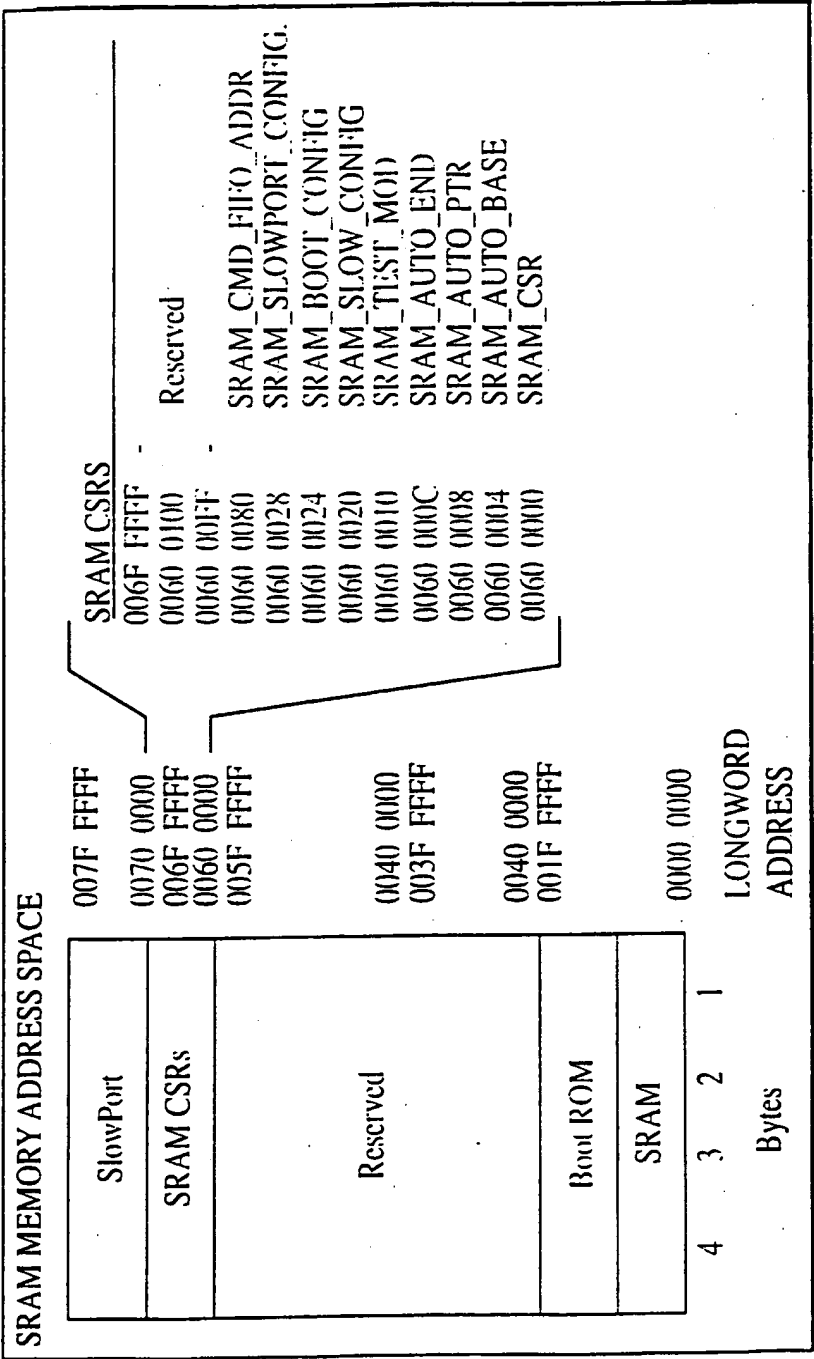 SRAM MEMORY ADDRESS SPACE
SlowPort
SRAM CSRs
Reserved
Boot ROM
SRAM
4 3 2 1
Bytes
007F FFFF
0070 0000
006F FFFF
0060 0000
005F FFFF
0040 0000
003F FFFF
0040 0000
001F FFFF
0000 0000
LONGWORD
ADDRESS
SRAM CSRS
006F FFFF -
0060 0100 Reserved
0060 00FF -
0060 0080 SRAM_CMD_FIFO_ADDR
0060 0028 SRAM_SLOWPORT_CONFIG.
0060 0024 SRAM_BOOT_CONFIG
0060 0020 SRAM_SLOW_CONFIG
0060 0010 SRAM_TEST_MOD
0060 000C SRAM_AUTO_END
0060 0008 SRAM_AUTO_PTR
0060 0004 SRAM_AUTO_BASE
0060 0000 SRAM_CSR